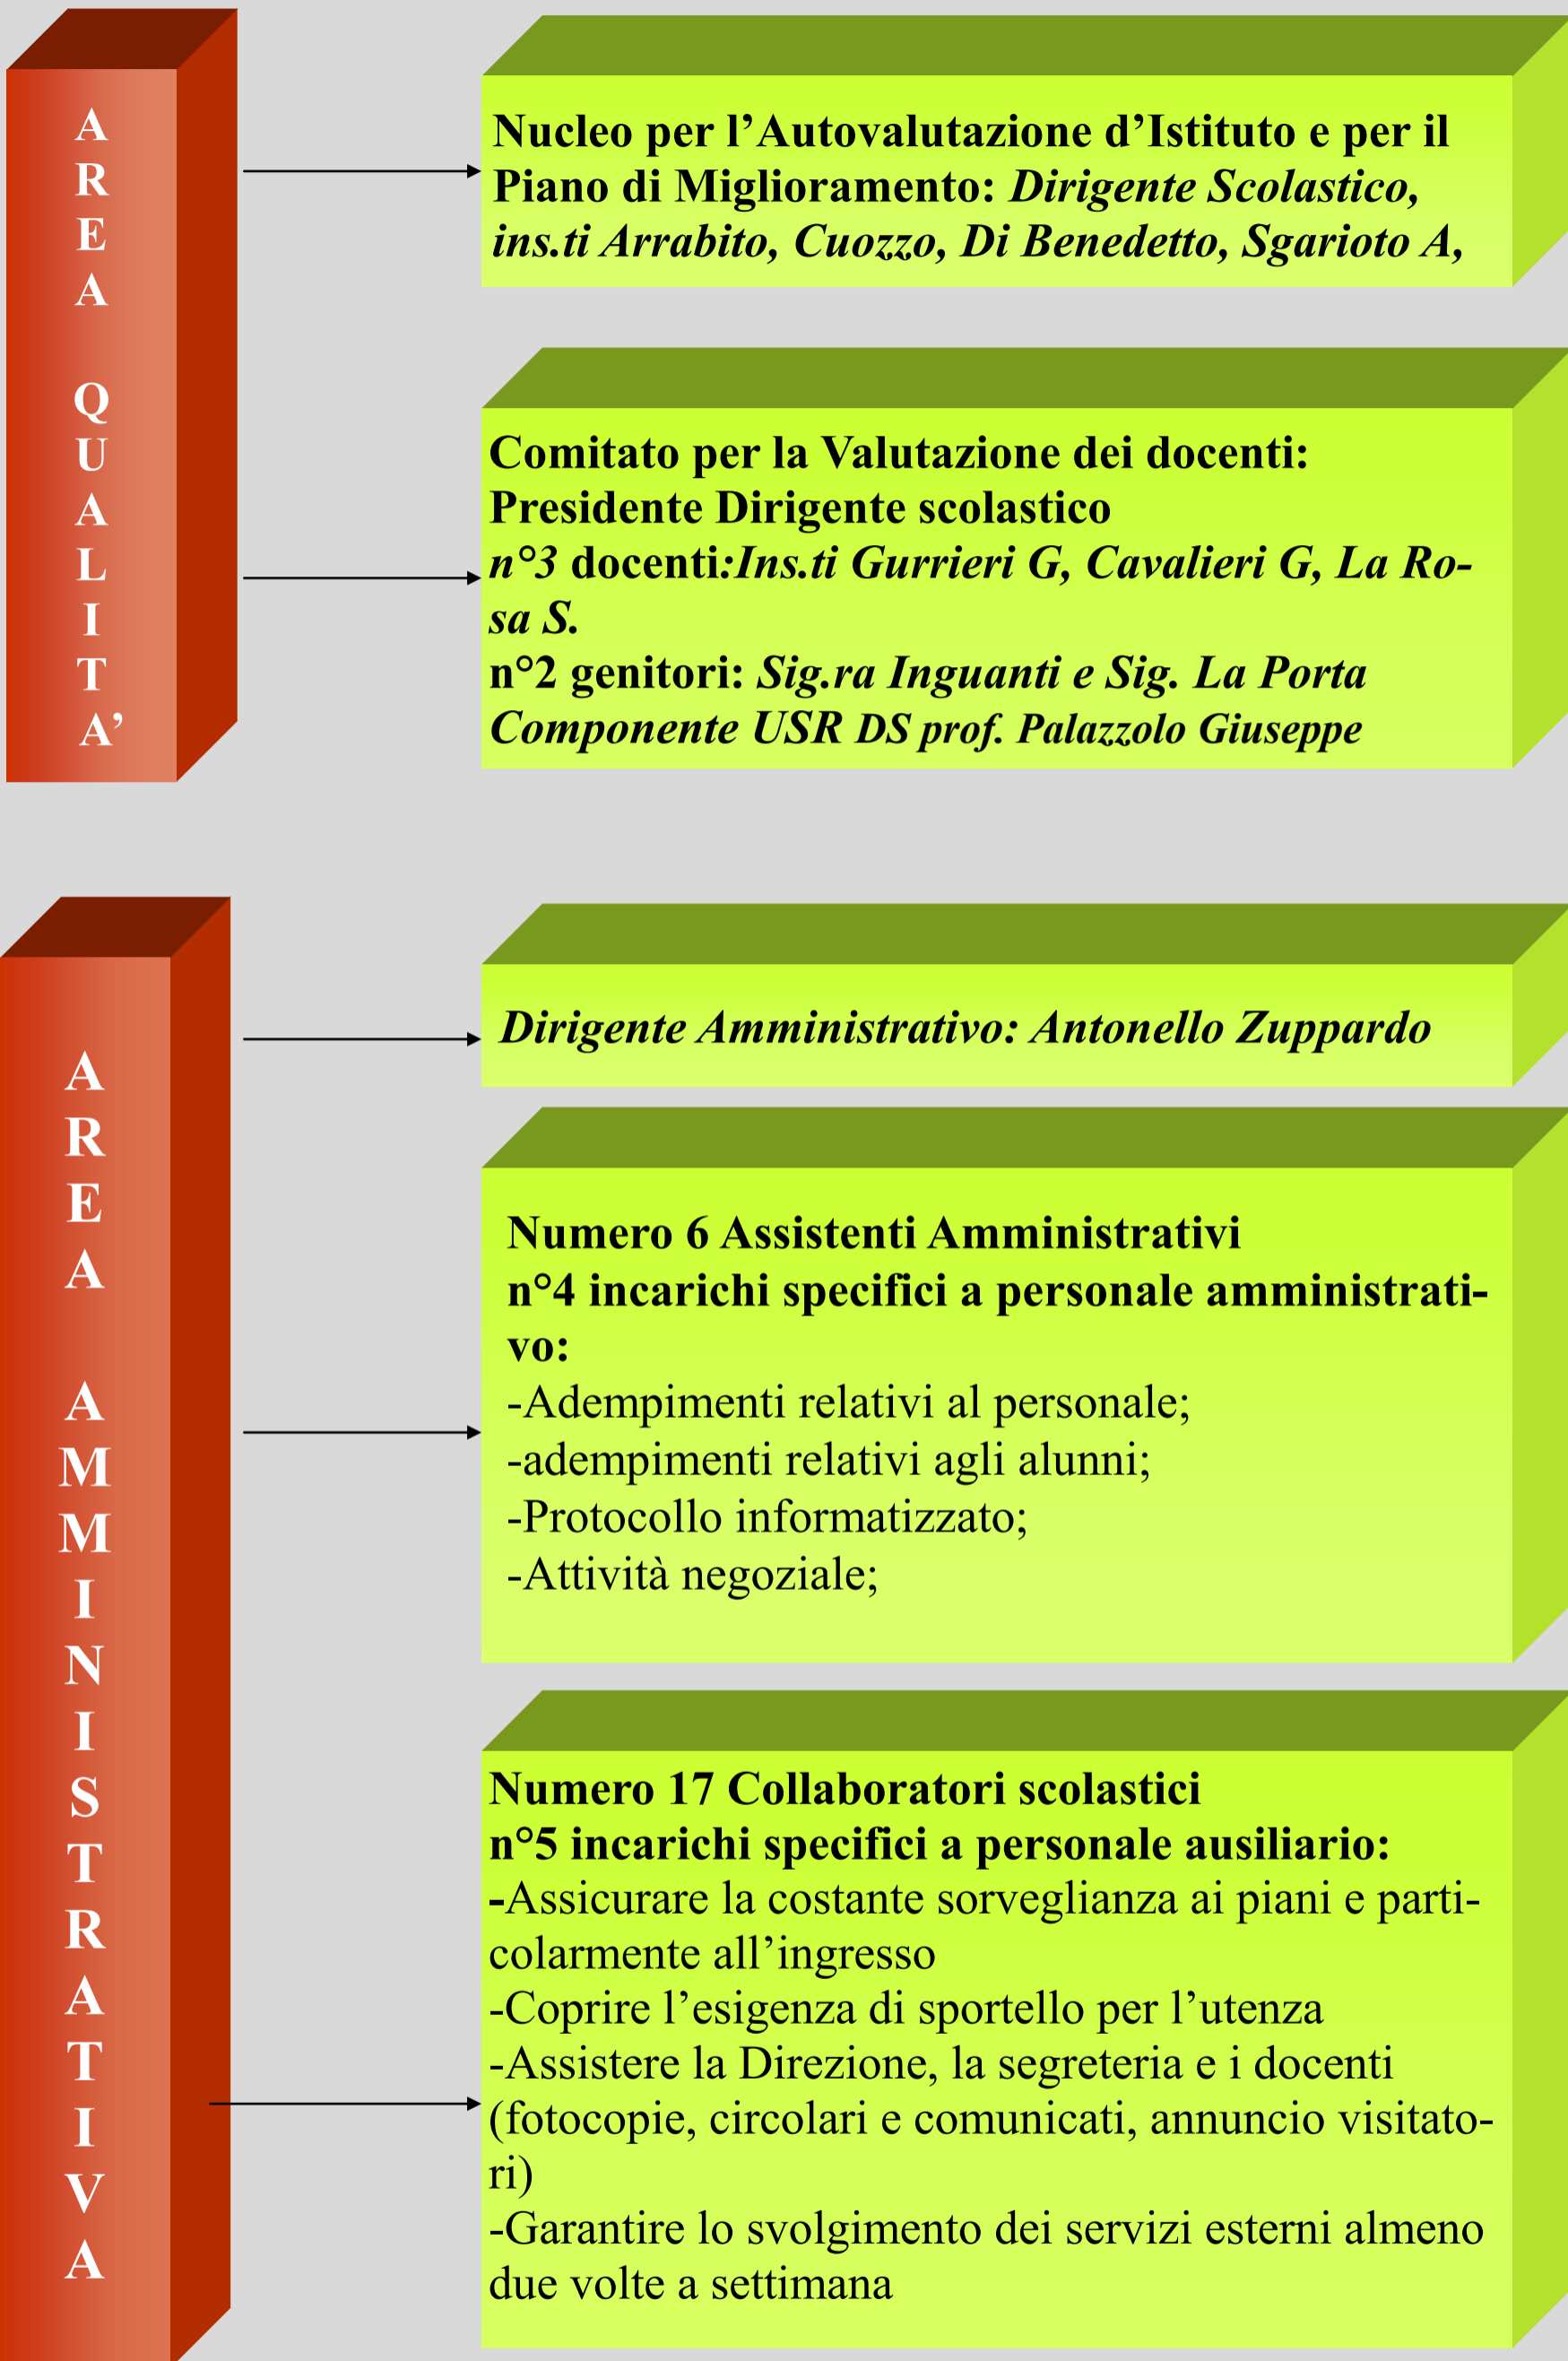 A
R
E
A
Q
U
A
L
I
T
A’
Nucleo per l’Autovalutazione d’Istituto e per il
Piano di Miglioramento: Dirigente Scolastico,
ins.ti Arrabito, Cuozzo, Di Benedetto, Sgarioto A,
Comitato per la Valutazione dei docenti:
Presidente Dirigente scolastico
n°3 docenti:Ins.ti Gurrieri G, Cavalieri G, La Ro-
sa S.
n°2 genitori: Sig.ra Inguanti e Sig. La Porta
Componente USR DS prof. Palazzolo Giuseppe
A
R
E
A
A
M
M
I
N
I
S
T
R
A
T
I
V
A
Dirigente Amministrativo: Antonello Zuppardo
Numero 6 Assistenti Amministrativi
n°4 incarichi specifici a personale amministrati-
vo:
-Adempimenti relativi al personale;
-adempimenti relativi agli alunni;
-Protocollo informatizzato;
-Attività negoziale;
Numero 17 Collaboratori scolastici
n°5 incarichi specifici a personale ausiliario:
-Assicurare la costante sorveglianza ai piani e parti-
colarmente all’ingresso
-Coprire l’esigenza di sportello per l’utenza
-Assistere la Direzione, la segreteria e i docenti
(fotocopie, circolari e comunicati, annuncio visitato-
ri)
-Garantire lo svolgimento dei servizi esterni almeno
due volte a settimana